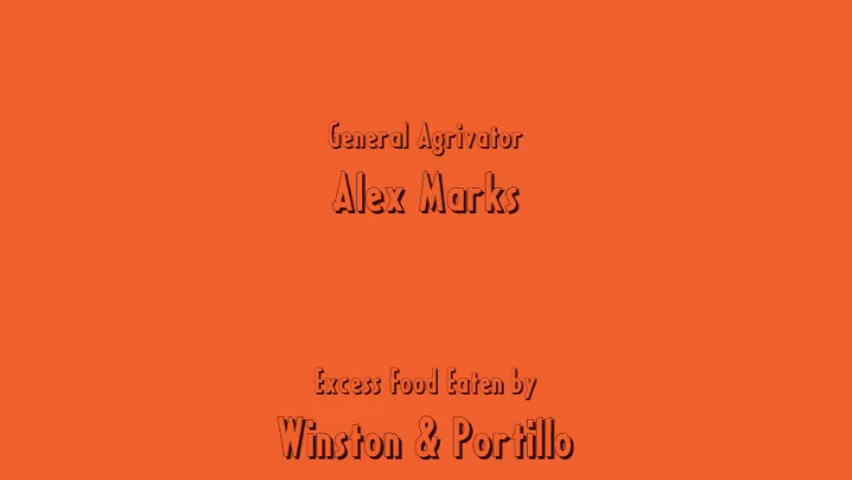 General Agrivator
Alex Marks
Excess Food Eaten by
Winston & Portillo